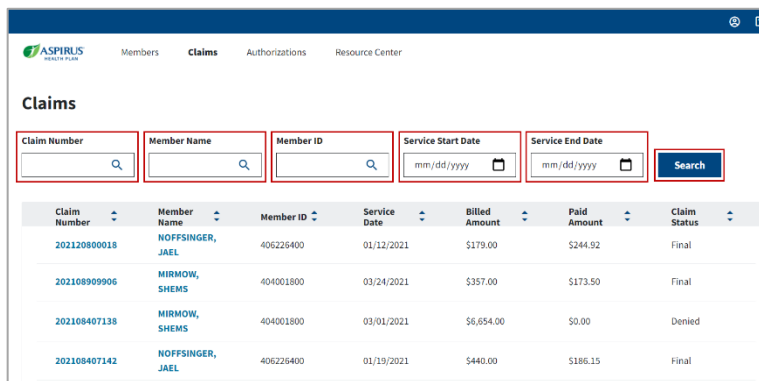 ASPIRUS
HEALTH PLAN
Members Claims Authorizations Resource Center
Claims
Claim Number Member Name Member ID Service Start Date Service End Date
mm/dd/yyyy mm/dd/yyyy Search
Claim Number Member Name Member ID Service Date Billed Amount Paid Amount Claim Status
202120800018 NOFFSINGER, JAEL 406226400 01/12/2021 $179.00 $244.92 Final
202108909906 MIRMOW, SHEMS 404001800 03/24/2021 $357.00 $173.50 Final
202108407138 MIRMOW, SHEMS 404001800 03/01/2021 $6,654.00 $0.00 Denied
202108407142 NOFFSINGER, JAEL 406226400 01/19/2021 $440.00 $186.15 Final